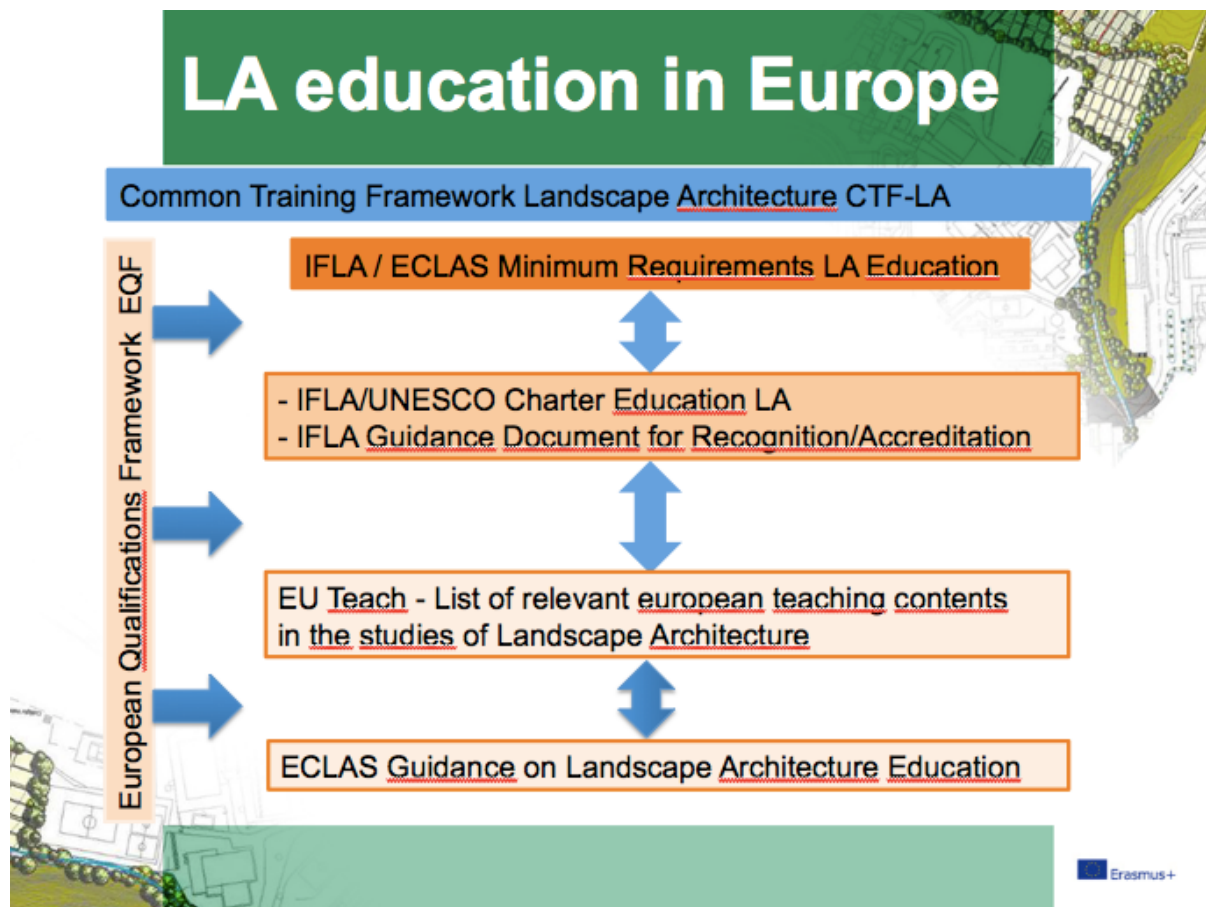 LA education in Europe
Common Training Framework Landscape Architecture CTF-LA
European Qualifications Framework EQF
IFLA / ECLAS Minimum Requirements LA Education
- IFLA/UNESCO Charter Education LA
- IFLA Guidance Document for Recognition/Accreditation
EU Teach - List of relevant european teaching contents
in the studies of Landscape Architecture
ECLAS Guidance on Landscape Architecture Education
Erasmus+